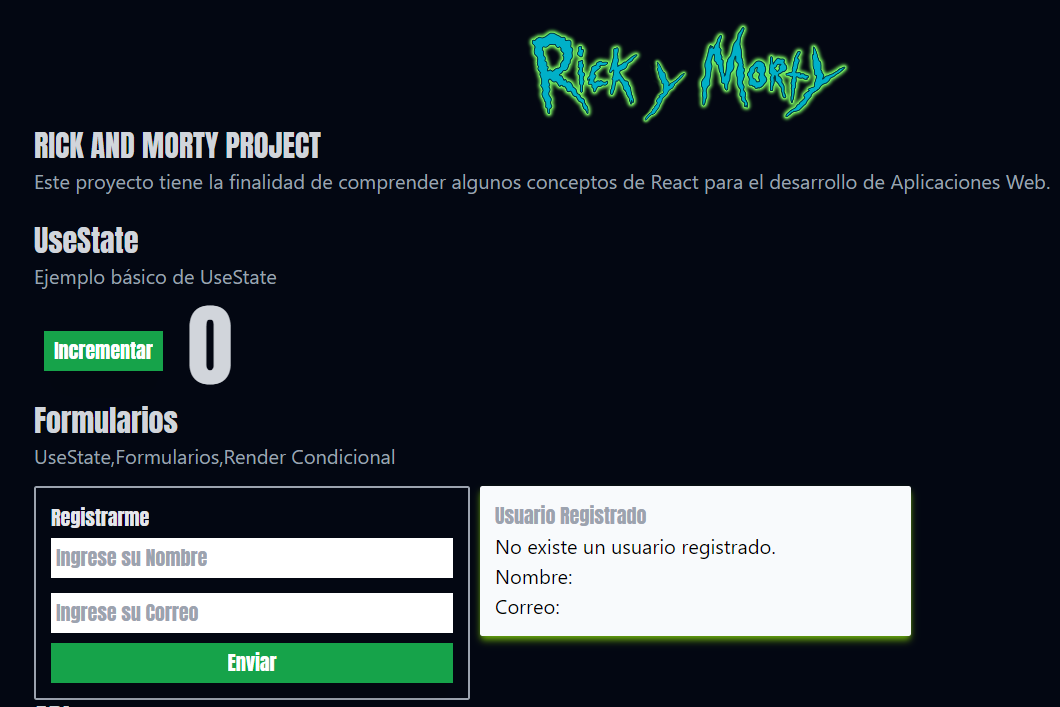 Rick y Morty
RICK AND MORTY PROJECT
Este proyecto tiene la finalidad de comprender algunos conceptos de React para el desarrollo de Aplicaciones Web.
UseState
Ejemplo básico de UseState
Incrementar 0
Formularios
UseState,Formularios,Render Condicional
Registrarme
Ingrese su Nombre
Ingrese su Correo
Enviar
Usuario Registrado
No existe un usuario registrado.
Nombre:
Correo: